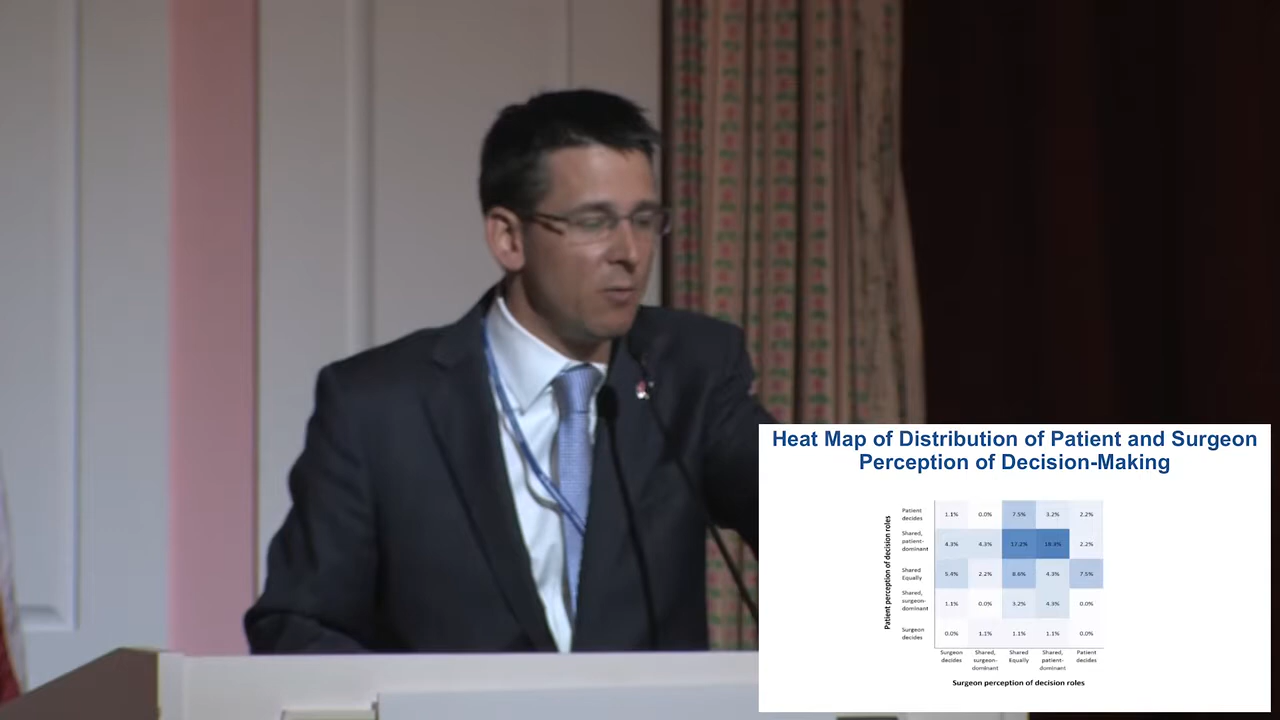 Heat Map of Distribution of Patient and Surgeon
Perception of Decision-Making
Patient perception of decision roles
Patient
decides
1.1% 0.0% 7.5% 3.2% 2.2%
Shared,
patient-
dominant
4.3% 4.3% 17.2% 18.3% 2.2%
Shared
Equally
5.4% 2.2% 8.6% 4.3% 7.5%
Shared,
surgeon-
dominant
1.1% 0.0% 3.2% 4.3% 0.0%
Surgeon
decides
0.0% 1.1% 1.1% 1.1% 0.0%
Surgeon
decides
Shared,
surgeon-
dominant
Shared
Equally
Shared,
patient-
dominant
Patient
decides
Surgeon perception of decision roles